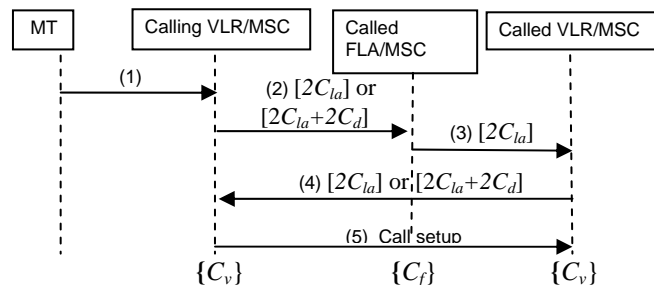 MT
Calling VLR/MSC
Called
FLA/MSC
Called VLR/MSC
(1)
(2) [2C_la] or
[2C_la+2C_d]
(3) [2C_la]
(4) [2C_la] or [2C_la+2C_d]
(5) Call setup
{C_v}
{C_f}
{C_v}